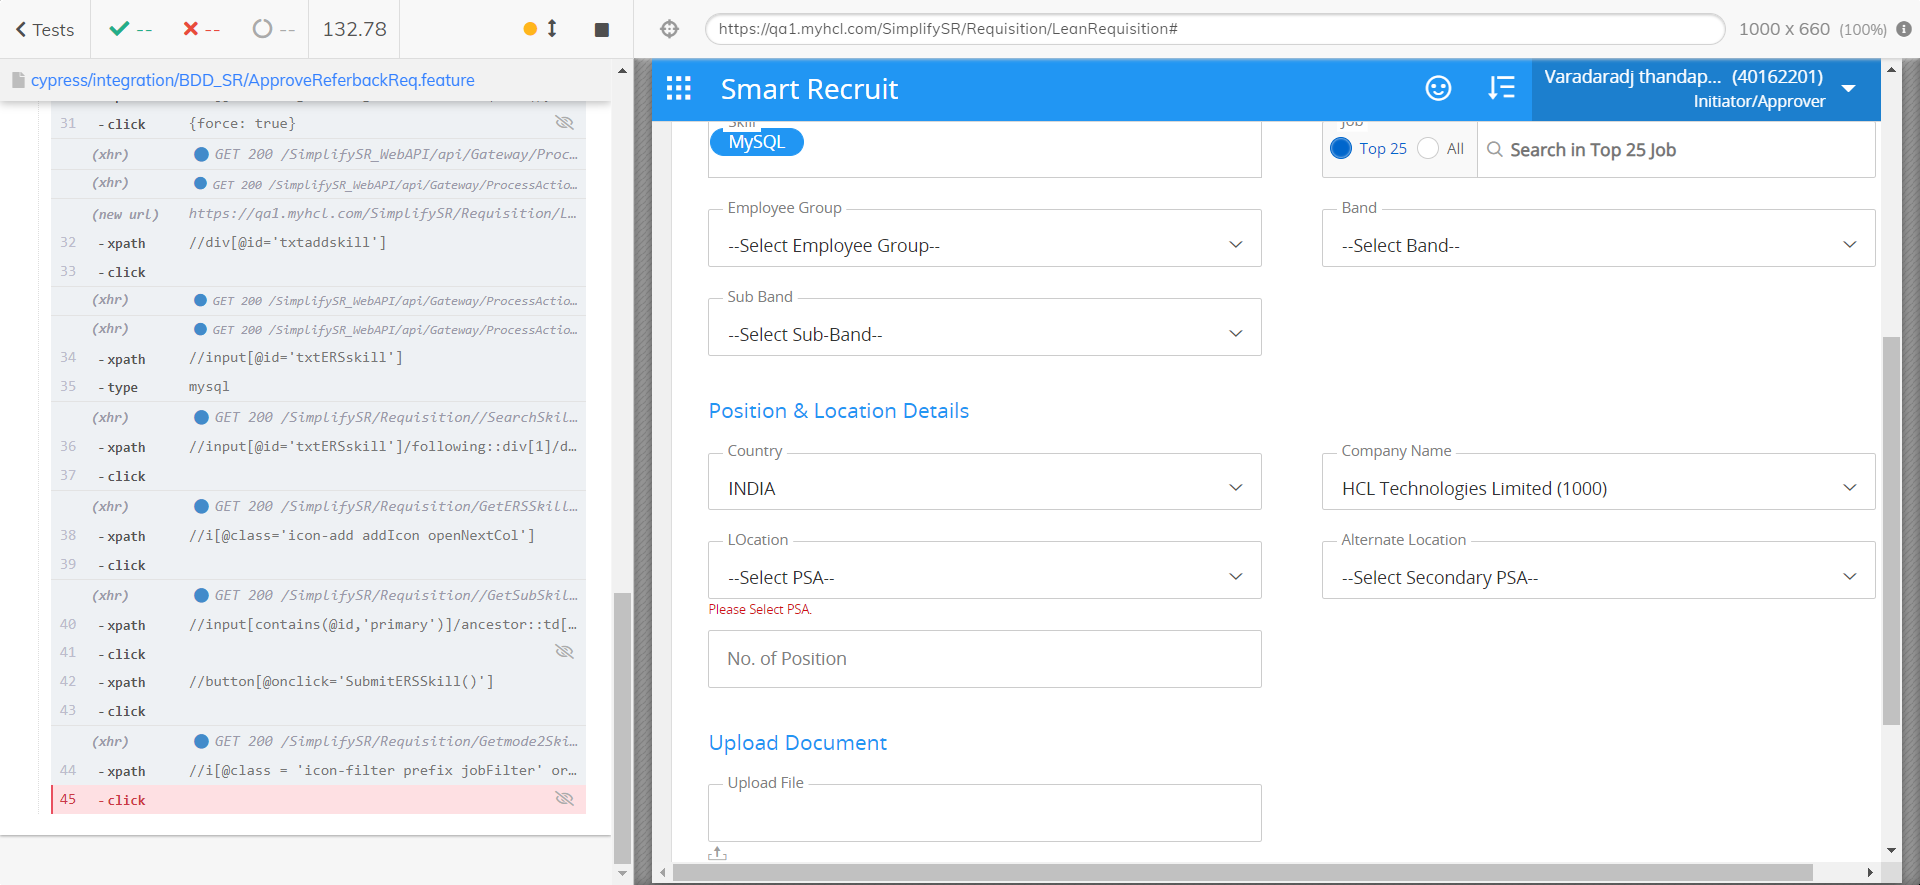 Tests
--
--
--
132.78
https://qa1.myhcl.com/SimplifySR/Requisition/LeanRequisition#
1000 x 660 (100%)
cypress/integration/BDD_SR/ApproveReferbackReq.feature
31 -click {force: true}
(xhr) GET 200 /SimplifySR_WebAPI/api/Gateway/Proc…
(xhr) GET 200 /SimplifySR_WebAPI/api/Gateway/ProcessActio…
(new url) https://qa1.myhcl.com/SimplifySR/Requisition/L…
32 -xpath //div[@id='txtaddskill']
33 -click
(xhr) GET 200 /SimplifySR_WebAPI/api/Gateway/ProcessActio…
(xhr) GET 200 /SimplifySR_WebAPI/api/Gateway/ProcessActio…
34 -xpath //input[@id='txtERSskill']
35 -type mysql
(xhr) GET 200 /SimplifySR/Requisition//SearchSkil…
36 -xpath //input[@id='txtERSskill']/following::div[1]/d…
37 -click
(xhr) GET 200 /SimplifySR/Requisition/GetERSSkill…
38 -xpath //i[@class='icon-add addIcon openNextCol']
39 -click
(xhr) GET 200 /SimplifySR/Requisition//GetSubSkil…
40 -xpath //input[contains(@id,'primary')]/ancestor::td[…
41 -click
42 -xpath //button[@onclick='SubmitERSSkill()']
43 -click
(xhr) GET 200 /SimplifySR/Requisition/Getmode2Ski…
44 -xpath //i[@class = 'icon-filter prefix jobFilter' or…
45 -click
Smart Recruit
Varadaradj thandap... (40162201)
Initiator/Approver
Skill
MySQL
Job
Top 25 All Search in Top 25 Job
Employee Group
--Select Employee Group--
Band
--Select Band--
Sub Band
--Select Sub-Band--
Position & Location Details
Country
INDIA
Company Name
HCL Technologies Limited (1000)
LOcation
--Select PSA--
Please Select PSA.
Alternate Location
--Select Secondary PSA--
No. of Position
Upload Document
Upload File